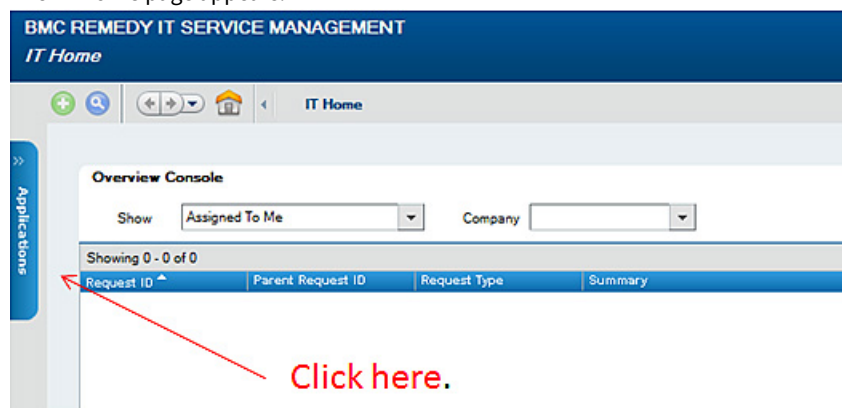 BMC REMEDY IT SERVICE MANAGEMENT
IT Home
IT Home
»
Applications
Overview Console
Show Assigned To Me Company
Showing 0 - 0 of 0
Request ID Parent Request ID Request Type Summary
Click here.